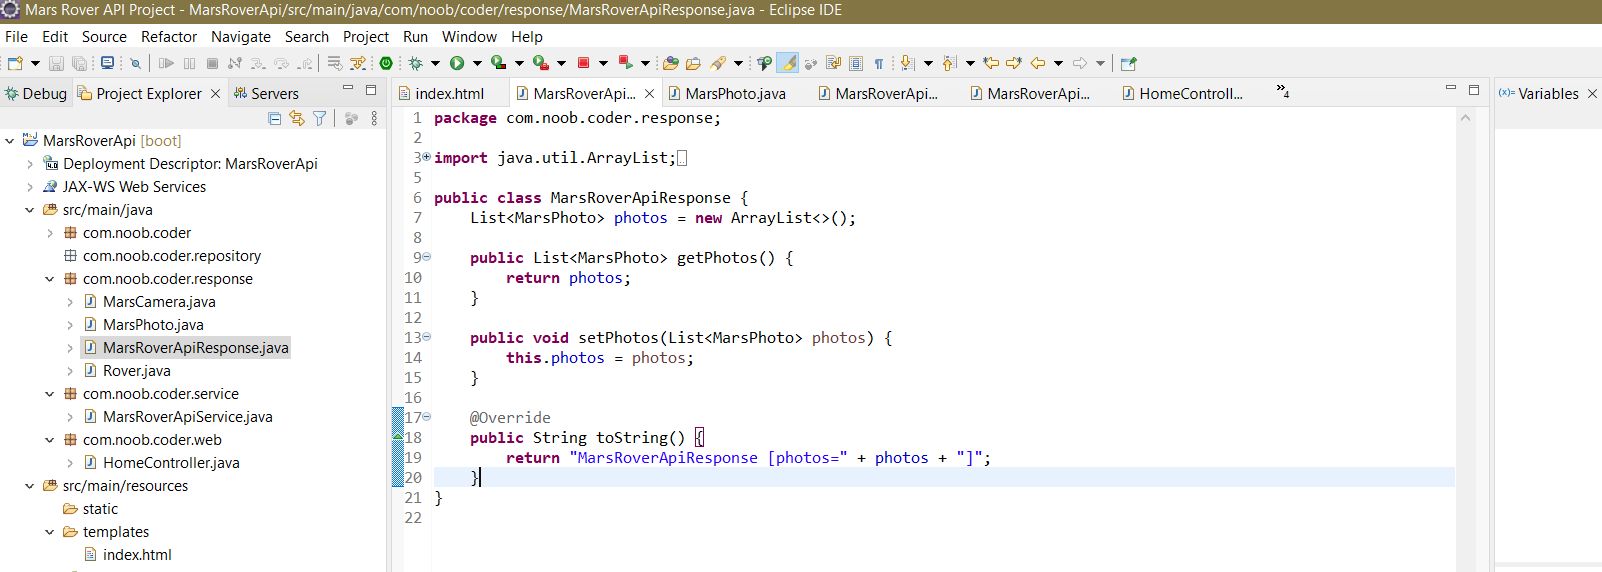 Mars Rover API Project - MarsRoverApi/src/main/java/com/noob/coder/response/MarsRoverApiResponse.java - Eclipse IDE
File Edit Source Refactor Navigate Search Project Run Window Help
Debug Project Explorer Servers
MarsRoverApi [boot]
Deployment Descriptor: MarsRoverApi
JAX-WS Web Services
src/main/java
com.noob.coder
com.noob.coder.repository
com.noob.coder.response
MarsCamera.java
MarsPhoto.java
MarsRoverApiResponse.java
Rover.java
com.noob.coder.service
MarsRoverApiService.java
com.noob.coder.web
HomeController.java
src/main/resources
static
templates
index.html
index.html MarsRoverApi... MarsPhoto.java MarsRoverApi... MarsRoverApi... HomeControll... »4
1 package com.noob.coder.response;
2
3 import java.util.ArrayList;
5
6 public class MarsRoverApiResponse {
7 List<MarsPhoto> photos = new ArrayList<>();
8
9 public List<MarsPhoto> getPhotos() {
10 return photos;
11 }
12
13 public void setPhotos(List<MarsPhoto> photos) {
14 this.photos = photos;
15 }
16
17 @Override
18 public String toString() {
19 return "MarsRoverApiResponse [photos=" + photos + "]";
20 }
21 }
22
(x)= Variables